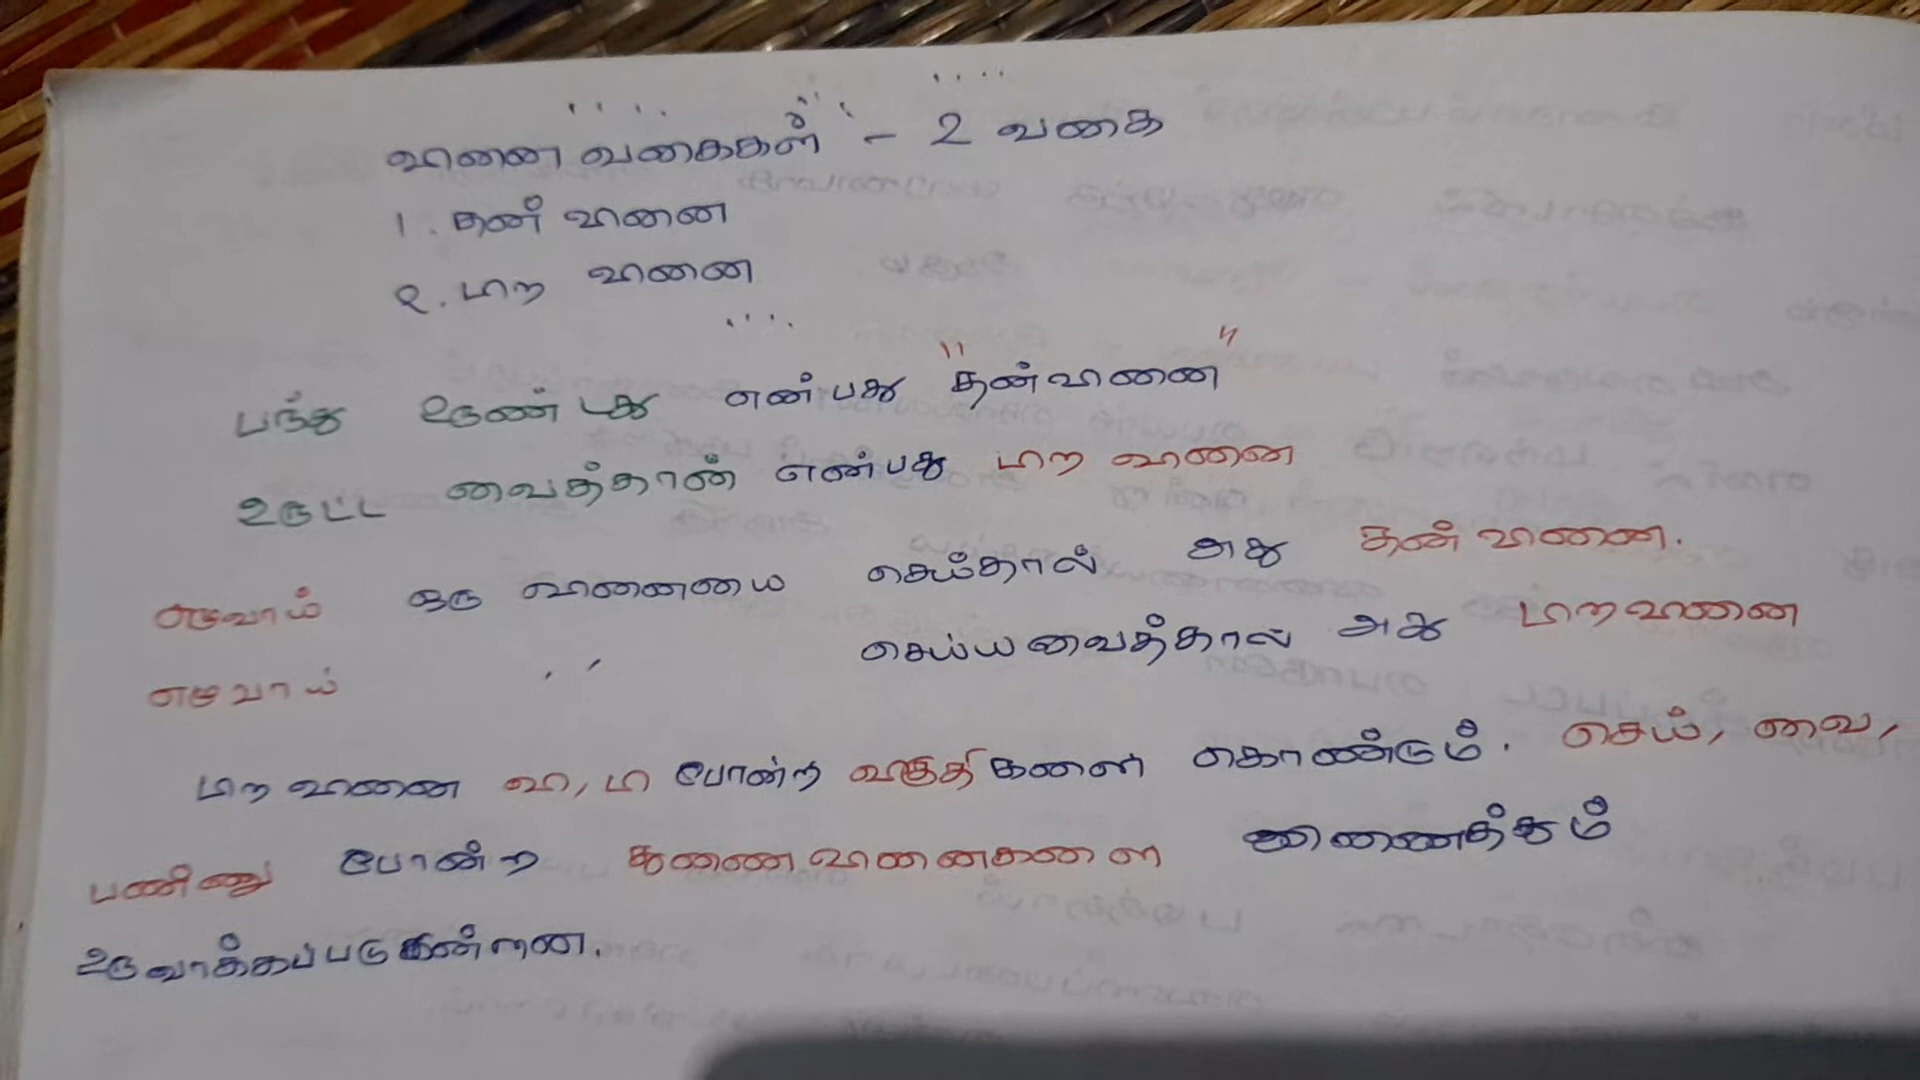 வினை வகைகள் - 2 வகை
1. தன் வினை
2. பிற வினை
பந்து உருண்டது என்பது "தன்வினை"
உருட்ட வைத்தான் என்பது பிற வினை
எழுவாய் ஒரு வினையை செய்தால் அது தன் வினை.
எழுவாய் ,, செய்ய வைத்தால் அது பிறவினை
பிற வினை வி, பி போன்ற விகுதிகளை கொண்டும். செய், வை,
பண்ணு போன்ற துணை வினைகளை இணைத்தும்
உருவாக்கப்படுகின்றன.